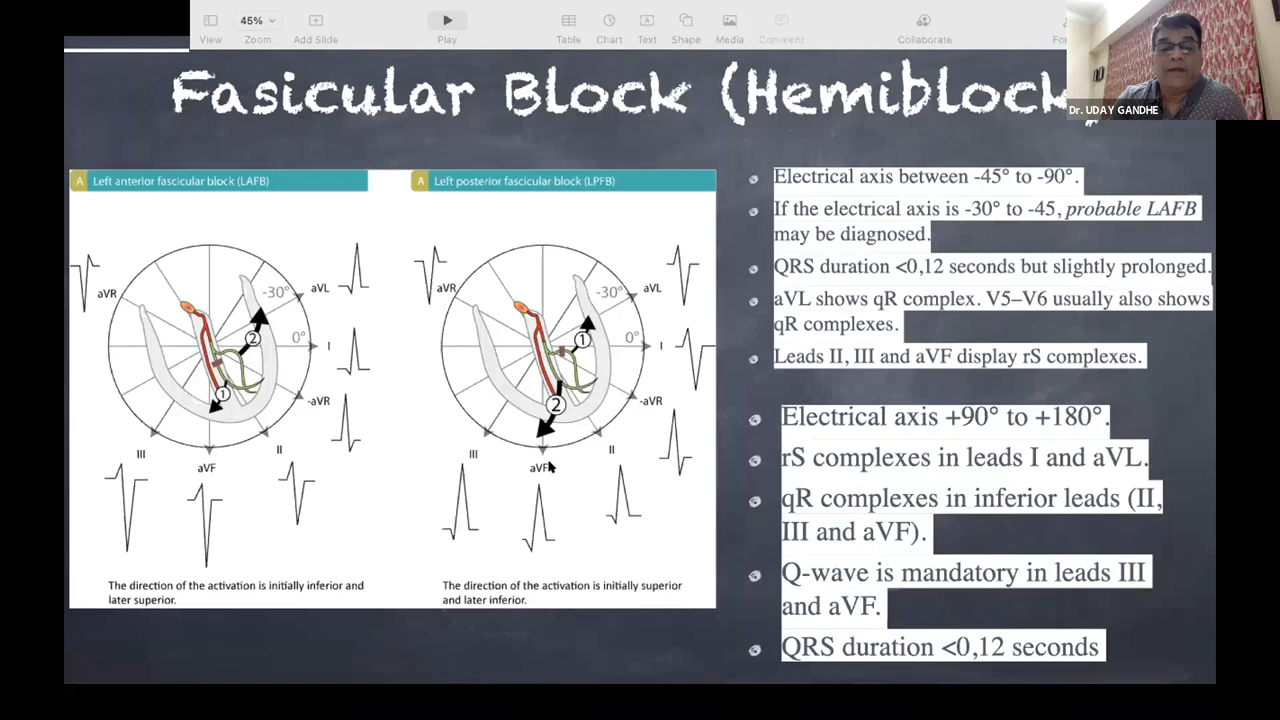 45%
View
Zoom
Add Slide
Play
Table
Chart
Text
Shape
Media
Comment
Collaborate
Fasicular Block (Hemiblock)
Dr. UDAY GANDHE
A Left anterior fascicular block (LAFB)
aVR
aVL
-30°
0°
I
2
1
-aVR
III
aVF
II
The direction of the activation is initially inferior and
later superior.
A Left posterior fascicular block (LPFB)
aVR
aVL
-30°
0°
I
1
2
-aVR
III
aVF
II
The direction of the activation is initially superior
and later inferior.
Electrical axis between -45° to -90°.
If the electrical axis is -30° to -45, probable LAFB
may be diagnosed.
QRS duration <0,12 seconds but slightly prolonged.
aVL shows qR complex. V5–V6 usually also shows
qR complexes.
Leads II, III and aVF display rS complexes.
Electrical axis +90° to +180°.
rS complexes in leads I and aVL.
qR complexes in inferior leads (II,
III and aVF).
Q-wave is mandatory in leads III
and aVF.
QRS duration <0,12 seconds